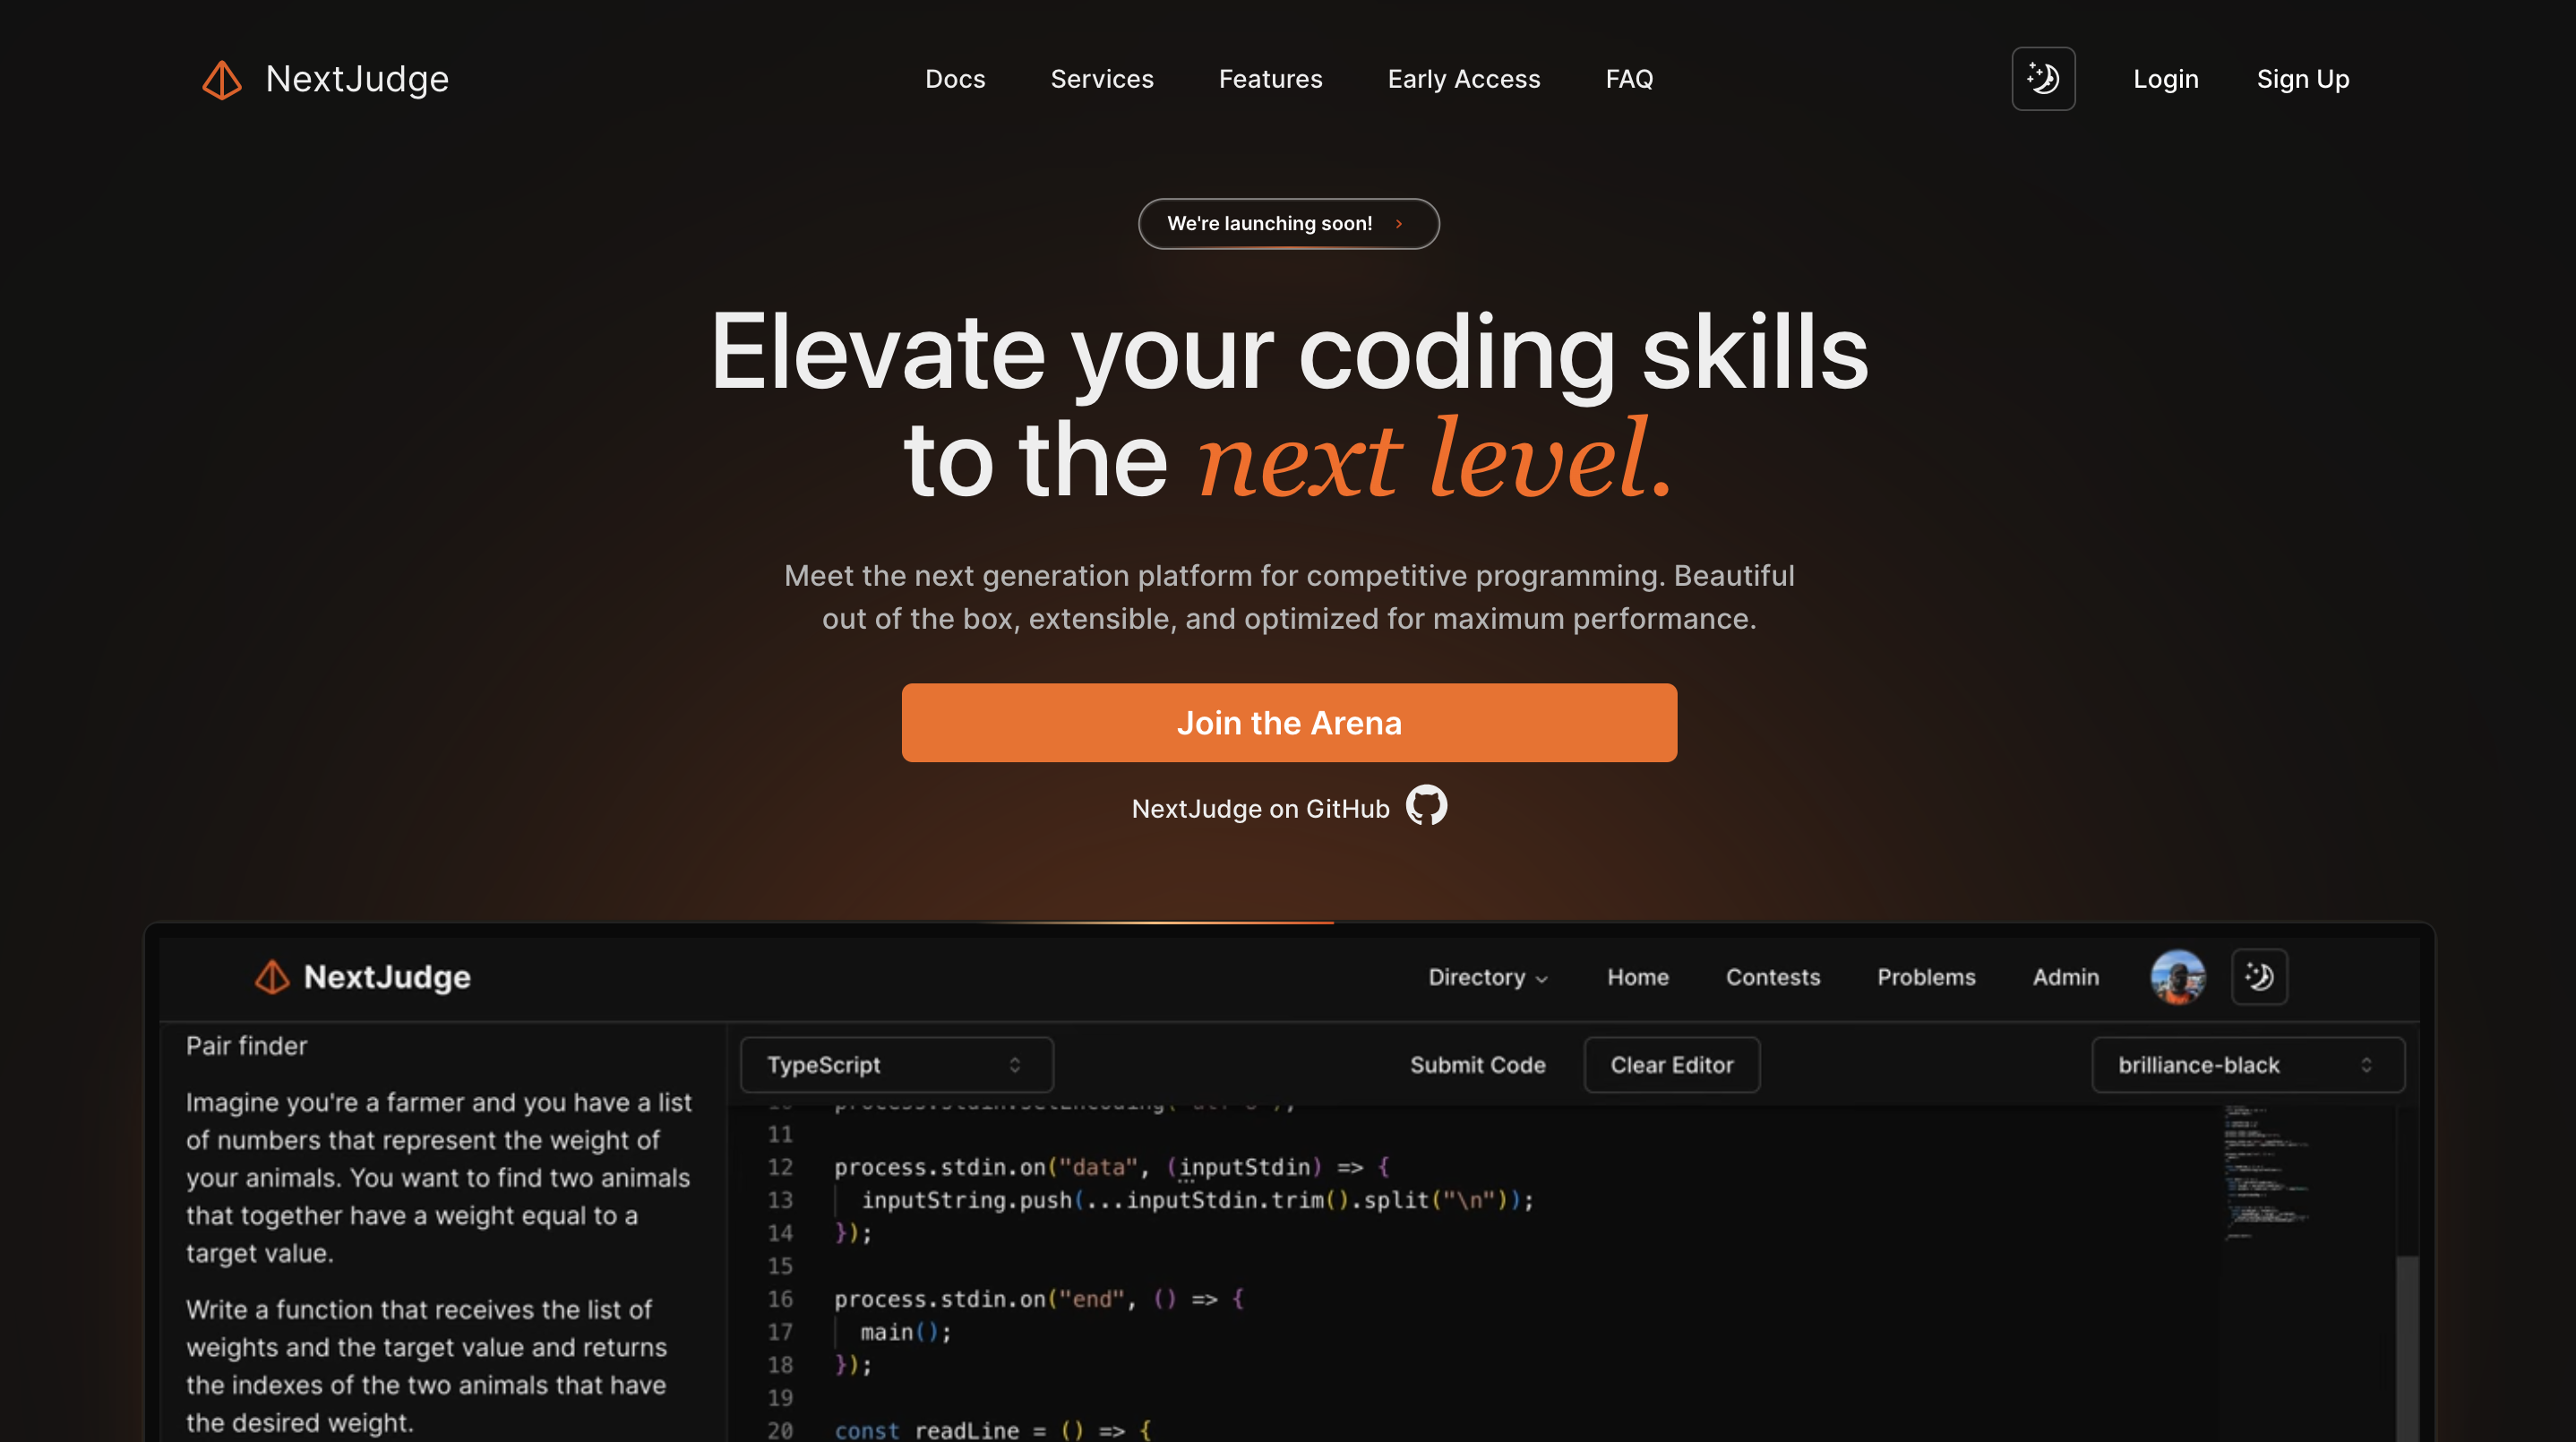 NextJudge
Docs
Services
Features
Early Access
FAQ
Login
Sign Up
We're launching soon!
Elevate your coding skills
to the next level.
Meet the next generation platform for competitive programming. Beautiful
out of the box, extensible, and optimized for maximum performance.
Join the Arena
NextJudge on GitHub
NextJudge
Directory
Home
Contests
Problems
Admin
Pair finder
Imagine you're a farmer and you have a list
of numbers that represent the weight of
your animals. You want to find two animals
that together have a weight equal to a
target value.
Write a function that receives the list of
weights and the target value and returns
the indexes of the two animals that have
the desired weight.
TypeScript
Submit Code
Clear Editor
brilliance-black
11
12 process.stdin.on("data", (inputStdin) => {
13 inputString.push(...inputStdin.trim().split("\n"));
14 });
15
16 process.stdin.on("end", () => {
17 main();
18 });
19
20 const readLine = () => {